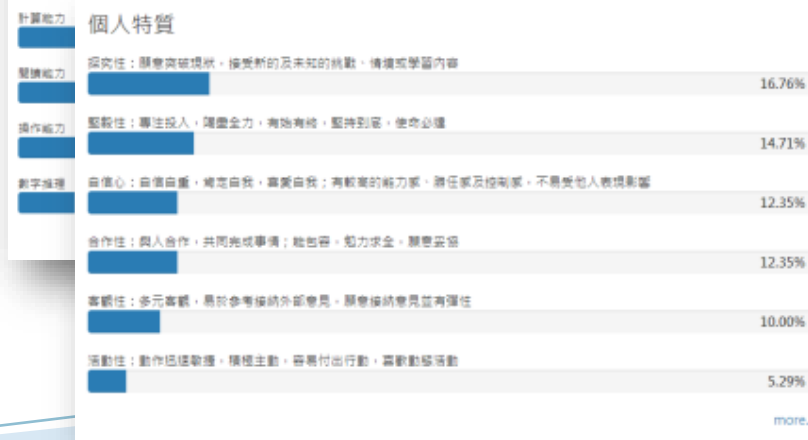 計算能力
閱讀能力
操作能力
數字推理
個人特質
探究性：願意突破現狀，接受新的及未知的挑戰、情境或學習內容
16.76%
堅毅性：專注投入，竭盡全力，有始有終，堅持到底，使命必達
14.71%
自信心：自信自重，肯定自我，喜愛自我；有較高的能力感、勝任感及控制感，不易受他人表現影響
12.35%
合作性：與人合作，共同完成事情；能包容，勉力求全，願意妥協
12.35%
客觀性：多元客觀，易於參考接納外部意見、願意接納意見並有彈性
10.00%
活動性：動作迅速敏捷，積極主動，容易付出行動，喜歡動態活動
5.29%
more.